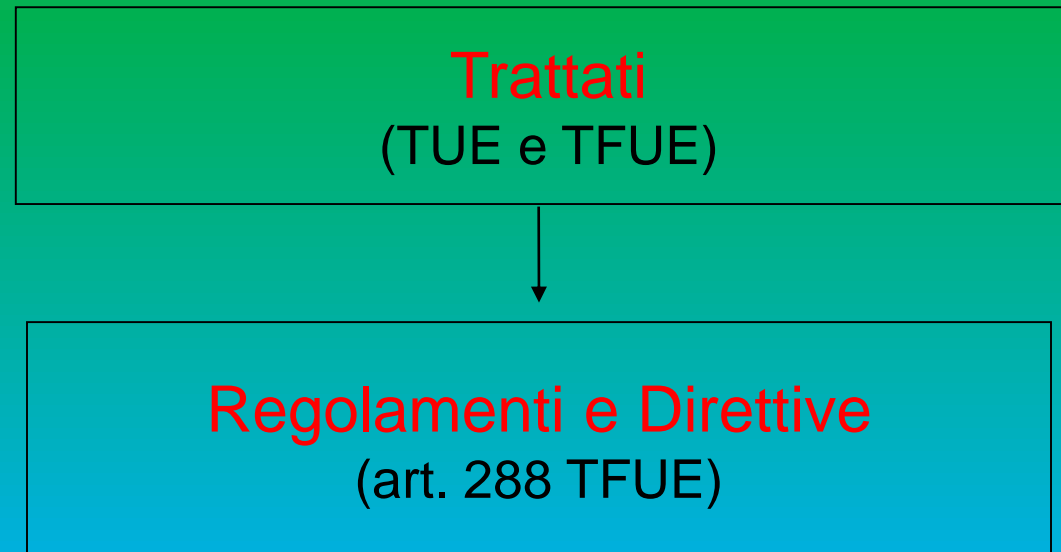 Trattati
(TUE e TFUE)
Regolamenti e Direttive
(art. 288 TFUE)